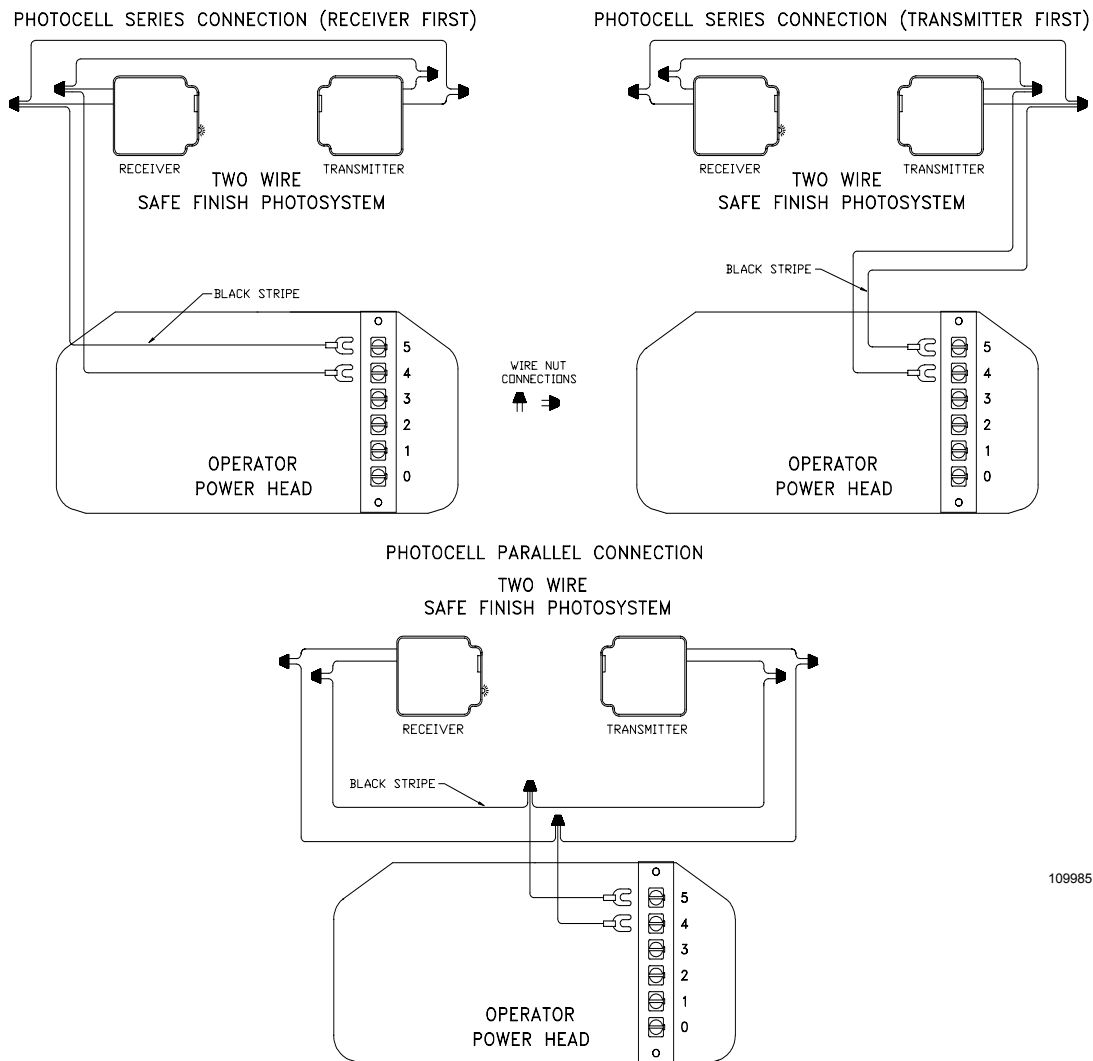 PHOTOCELL SERIES CONNECTION (RECEIVER FIRST)
RECEIVER
TRANSMITTER
TWO WIRE
SAFE FINISH PHOTOSYSTEM
BLACK STRIPE
5
4
3
2
1
0
OPERATOR
POWER HEAD
WIRE NUT
CONNECTIONS
PHOTOCELL SERIES CONNECTION (TRANSMITTER FIRST)
RECEIVER
TRANSMITTER
TWO WIRE
SAFE FINISH PHOTOSYSTEM
BLACK STRIPE
5
4
3
2
1
0
OPERATOR
POWER HEAD
PHOTOCELL PARALLEL CONNECTION
TWO WIRE
SAFE FINISH PHOTOSYSTEM
RECEIVER
TRANSMITTER
BLACK STRIPE
5
4
3
2
1
0
OPERATOR
POWER HEAD
109985